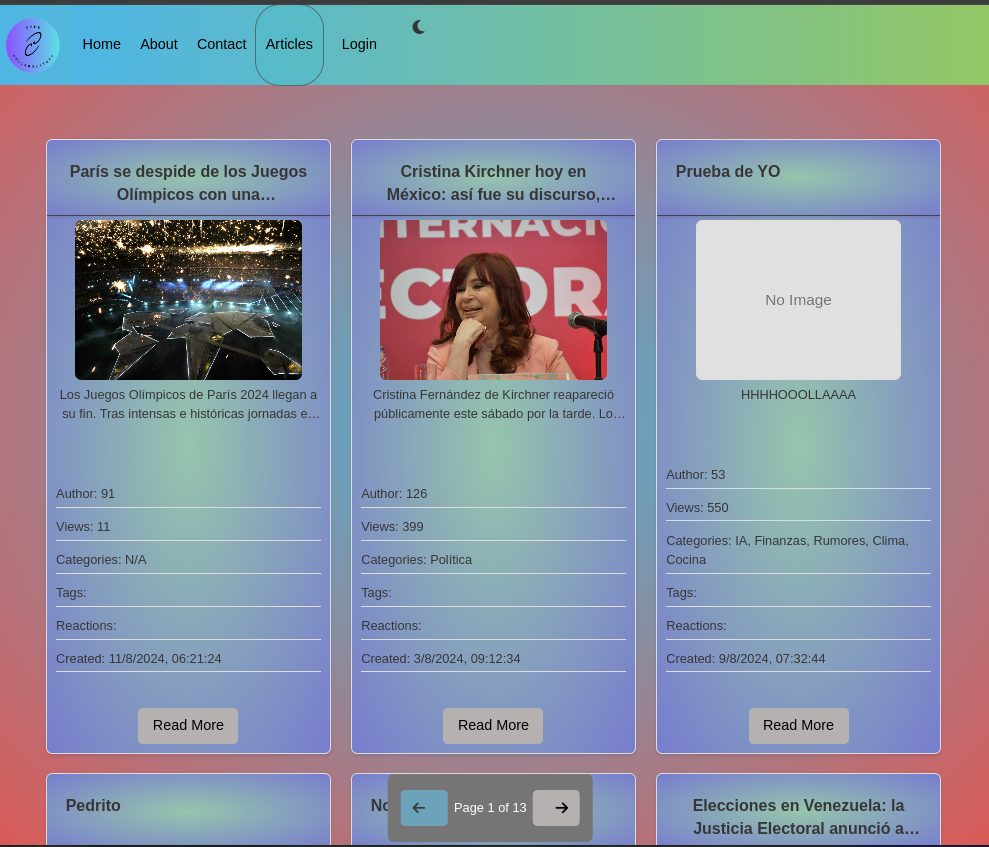 Home About Contact Articles Login
París se despide de los Juegos
Olímpicos con una…
Los Juegos Olímpicos de París 2024 llegan a
su fin. Tras intensas e históricas jornadas e…
Author: 91
Views: 11
Categories: N/A
Tags:
Reactions:
Created: 11/8/2024, 06:21:24
Read More
Cristina Kirchner hoy en
México: así fue su discurso,…
INTERNACIO
ECTORA
Cristina Fernández de Kirchner reapareció
públicamente este sábado por la tarde. Lo…
Author: 126
Views: 399
Categories: Política
Tags:
Reactions:
Created: 3/8/2024, 09:12:34
Read More
Prueba de YO
No Image
HHHHOOOLLAAAA
Author: 53
Views: 550
Categories: IA, Finanzas, Rumores, Clima,
Cocina
Tags:
Reactions:
Created: 9/8/2024, 07:32:44
Read More
Pedrito
No
Page 1 of 13
Elecciones en Venezuela: la
Justicia Electoral anunció a…